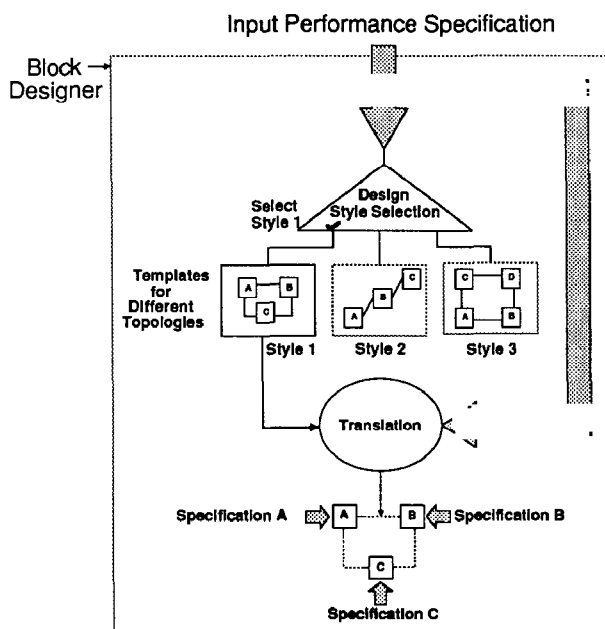 Input Performance Specification
Block
Designer
Design
Style Selection
Select
Style 1
Templates
for
Different
Topologies
A B
C
C
B
A
C D
A B
Style 1
Style 2
Style 3
Translation
Specification A
A
B
Specification B
C
Specification C